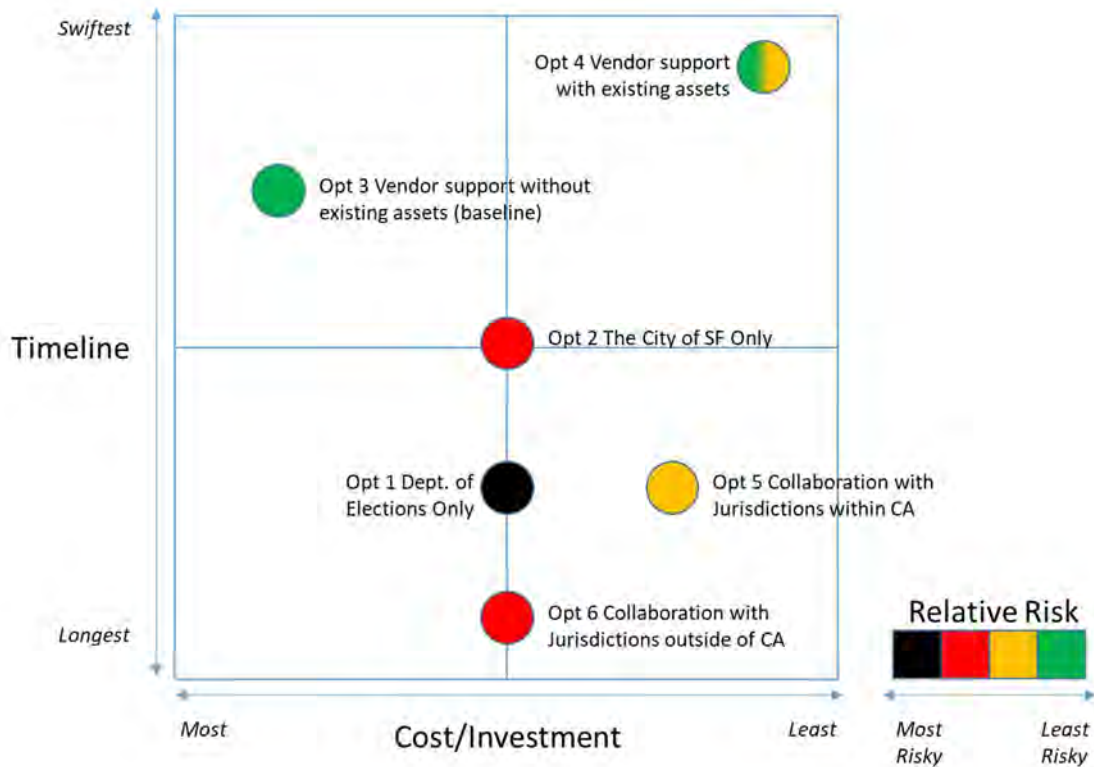 Swiftest
Opt 4 Vendor support
with existing assets
Opt 3 Vendor support without
existing assets (baseline)
Timeline
Opt 2 The City of SF Only
Opt 1 Dept. of
Elections Only
Opt 5 Collaboration with
Jurisdictions within CA
Opt 6 Collaboration with
Jurisdictions outside of CA
Longest
Relative Risk
Most
Cost/Investment
Least
Most
Risky
Least
Risky